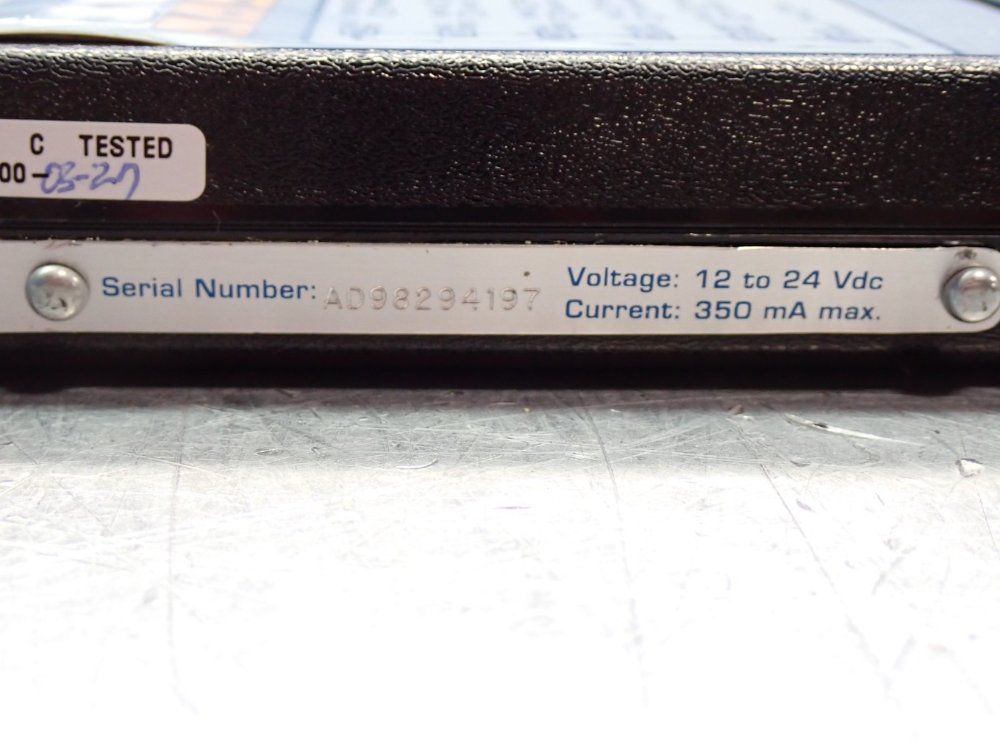 C TESTED
00-03-27
Serial Number: AD98294197
Voltage: 12 to 24 Vdc
Current: 350 mA max.